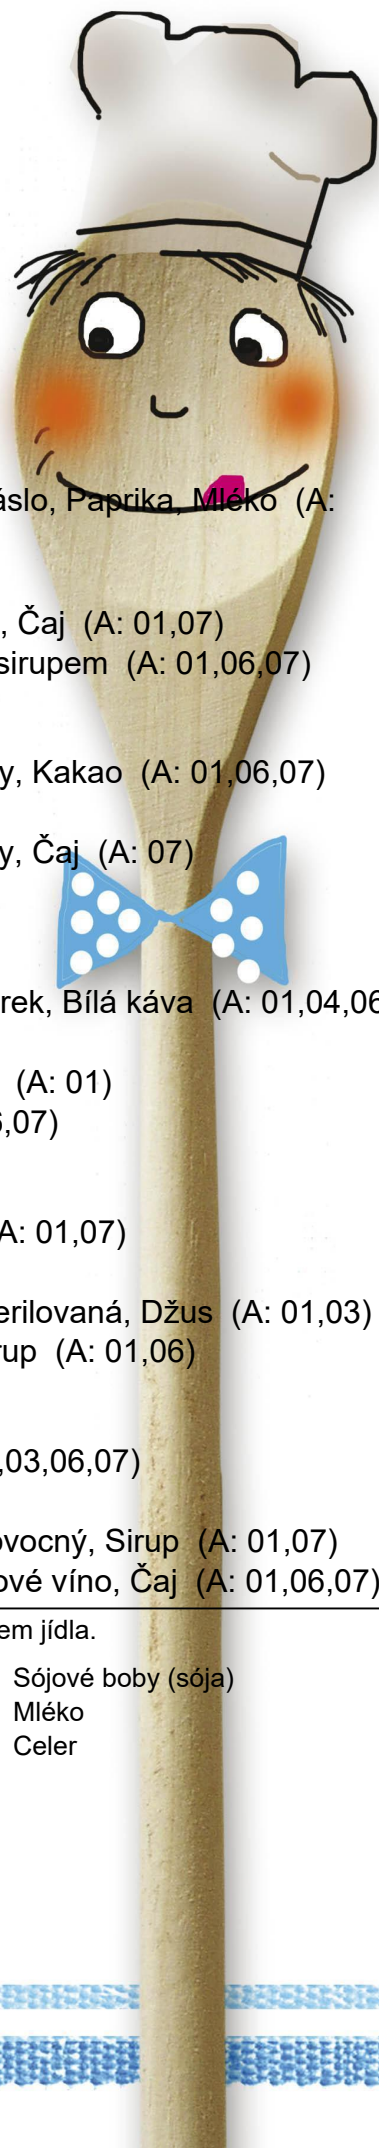 áslo, Paprika, Mléko (A:
, Čaj (A: 01,07)
sirupem (A: 01,06,07)
y, Kakao (A: 01,06,07)
y, Čaj (A: 07)
rek, Bílá káva (A: 01,04,06
(A: 01)
,07)
A: 01,07)
erilovaná, Džus (A: 01,03)
rup (A: 01,06)
,03,06,07)
ovocný, Sirup (A: 01,07)
ové víno, Čaj (A: 01,06,07)
em jídla.
Sójové boby (sója)
Mléko
Celer